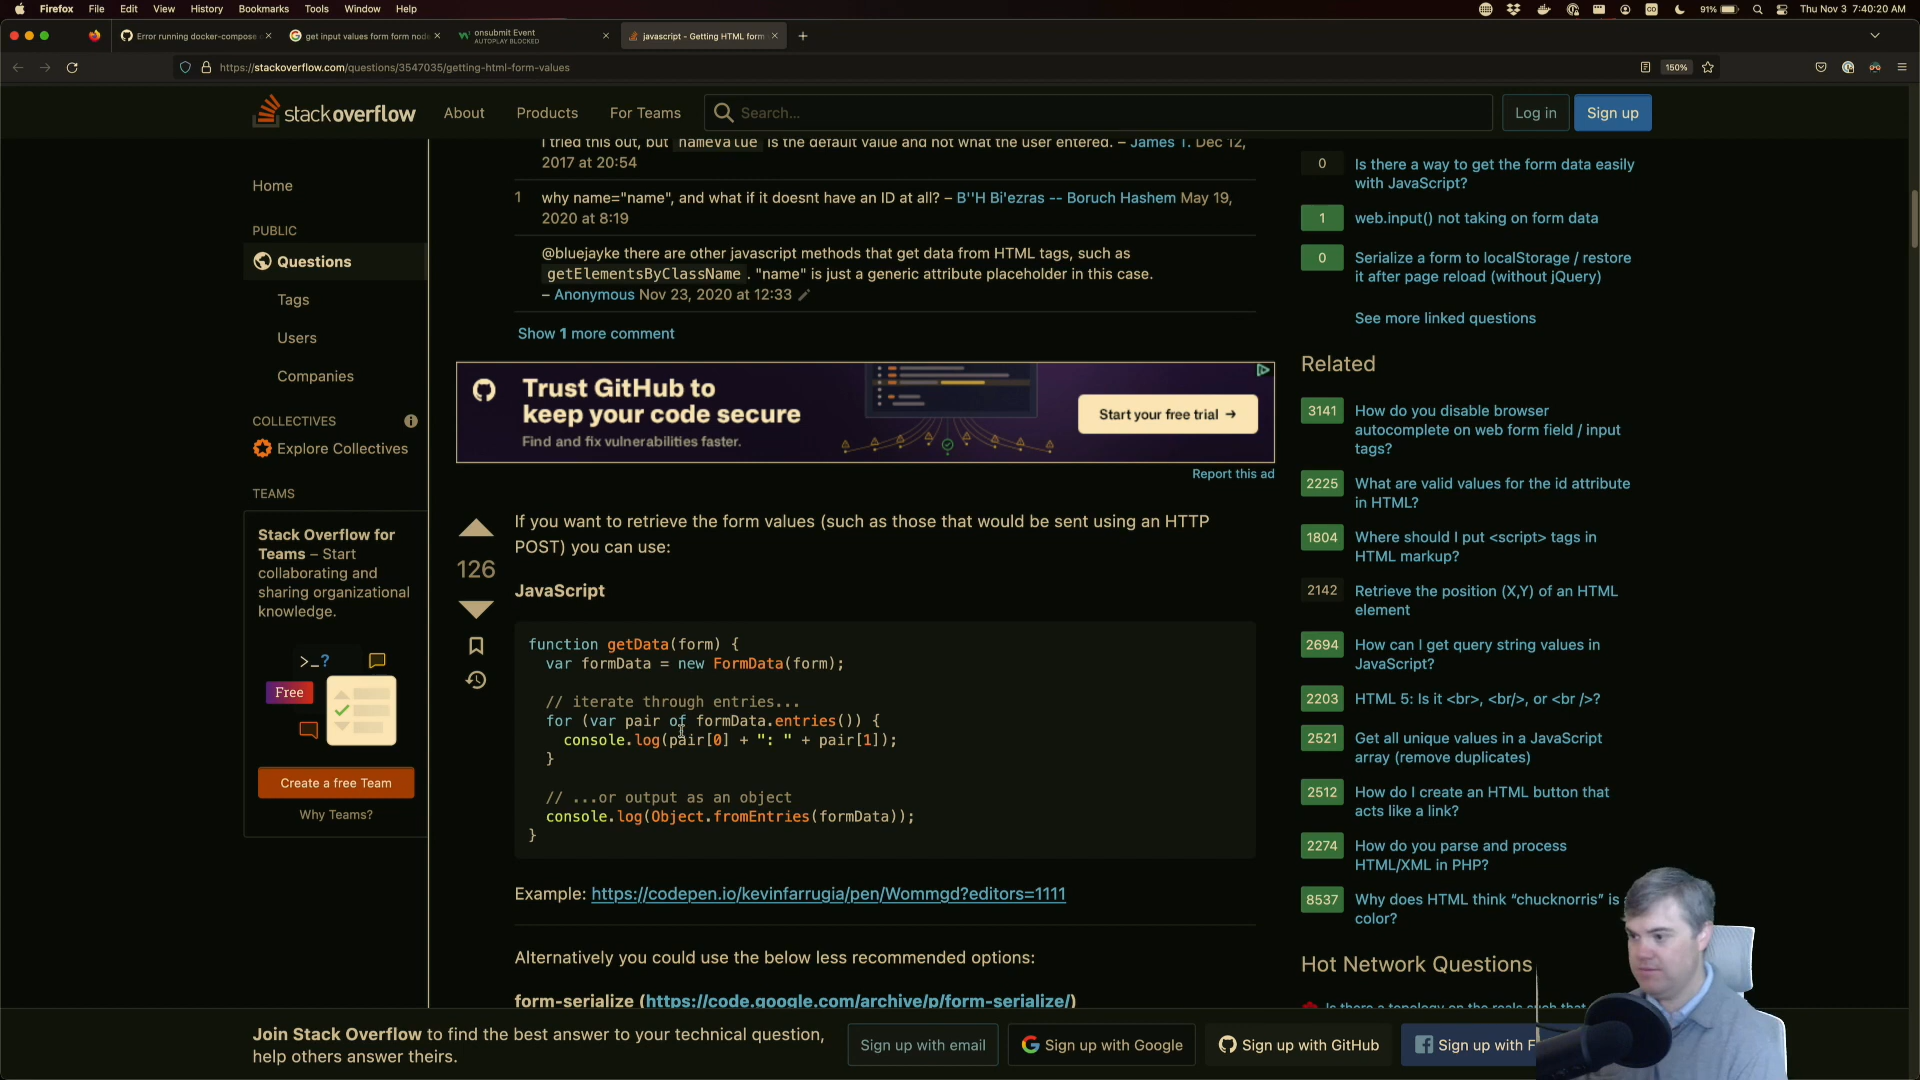 Firefox File Edit View History Bookmarks Tools Window Help
91% Thu Nov 3 7:40:20 AM
Error running docker-compose
get input values form form node
onsubmit Event
AUTOPLAY BLOCKED
javascript - Getting HTML form
https://stackoverflow.com/questions/3547035/getting-html-form-values
150%
stackoverflow
About
Products
For Teams
Search...
Log in
Sign up
Home
PUBLIC
Questions
Tags
Users
Companies
COLLECTIVES
Explore Collectives
TEAMS
Stack Overflow for
Teams – Start
collaborating and
sharing organizational
knowledge.
>_?
Free
Create a free Team
Why Teams?
I tried this out, but nameValue is the default value and not what the user entered. – James T. Dec 12,
2017 at 20:54
1 why name="name", and what if it doesnt have an ID at all? – B''H Bi'ezras -- Boruch Hashem May 19,
2020 at 8:19
@bluejayke there are other javascript methods that get data from HTML tags, such as
getElementsByClassName . "name" is just a generic attribute placeholder in this case.
– Anonymous Nov 23, 2020 at 12:33
Show 1 more comment
Trust GitHub to
keep your code secure
Find and fix vulnerabilities faster.
Start your free trial →
Report this ad
126
If you want to retrieve the form values (such as those that would be sent using an HTTP
POST) you can use:
JavaScript
function getData(form) {
var formData = new FormData(form);
// iterate through entries...
for (var pair of formData.entries()) {
console.log(pair[0] + ": " + pair[1]);
}
// ...or output as an object
console.log(Object.fromEntries(formData));
}
Example: https://codepen.io/kevinfarrugia/pen/Wommgd?editors=1111
Alternatively you could use the below less recommended options:
form-serialize (https://code.google.com/archive/p/form-serialize/)
0 Is there a way to get the form data easily
with JavaScript?
1 web.input() not taking on form data
0 Serialize a form to localStorage / restore
it after page reload (without jQuery)
See more linked questions
Related
3141 How do you disable browser
autocomplete on web form field / input
tags?
2225 What are valid values for the id attribute
in HTML?
1804 Where should I put <script> tags in
HTML markup?
2142 Retrieve the position (X,Y) of an HTML
element
2694 How can I get query string values in
JavaScript?
2203 HTML 5: Is it <br>, <br/>, or <br />?
2521 Get all unique values in a JavaScript
array (remove duplicates)
2512 How do I create an HTML button that
acts like a link?
2274 How do you parse and process
HTML/XML in PHP?
8537 Why does HTML think “chucknorris” is
color?
Hot Network Questions
Is there a topology on the reals such that
Join Stack Overflow to find the best answer to your technical question,
help others answer theirs.
Sign up with email
Sign up with Google
Sign up with GitHub
Sign up with F